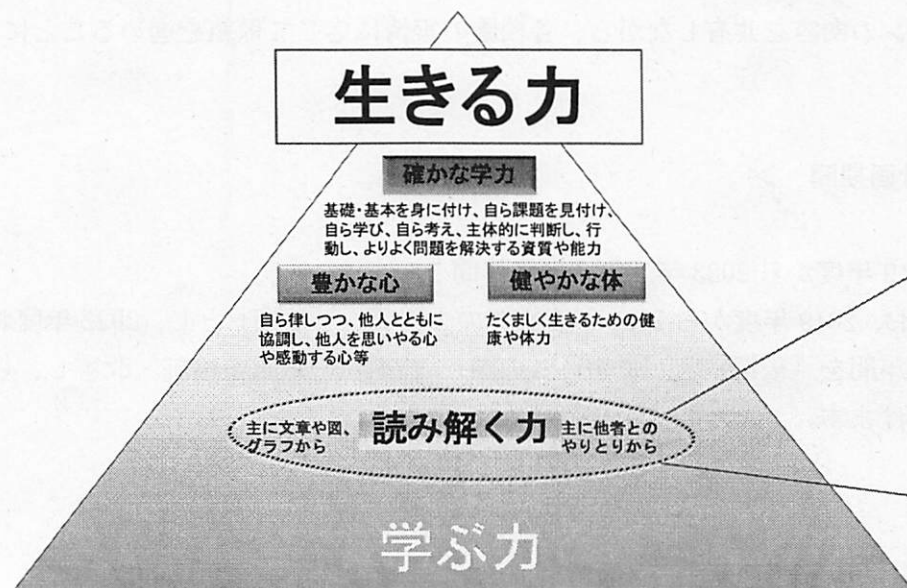 生きる力
確かな学力
基礎・基本を身に付け、自ら課題を見付け、
自ら学び、自ら考え、主体的に判断し、行
動し、よりよく問題を解決する資質や能力
豊かな心
自ら律しつつ、他人とともに
協調し、他人を思いやる心
や感動する心等
健やかな体
たくましく生きるための健
康や体力
主に文章や図、
グラフから
読み解く力
主に他者との
やりとりから
学ぶ力